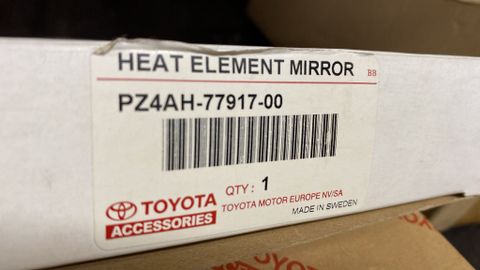 HEAT ELEMENT MIRROR BB
PZ4AH-77917-00
QTY : 1
TOYOTA
ACCESSORIES
TOYOTA MOTOR EUROPE NV/SA
MADE IN SWEDEN
TOYOTA